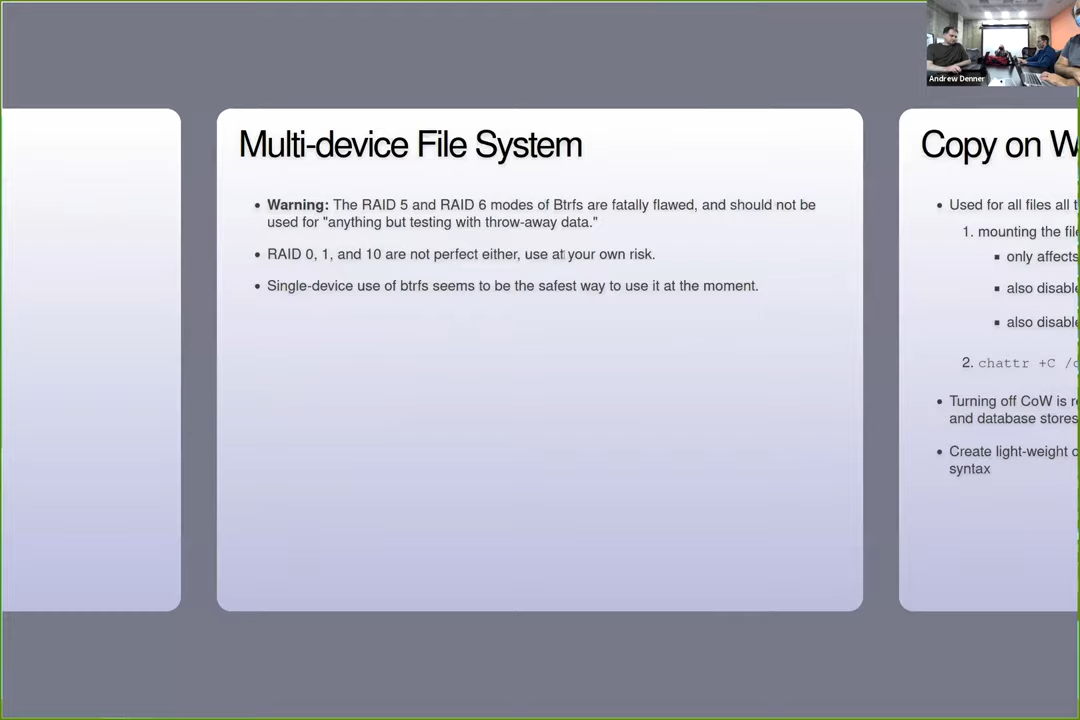 Andrew Denner
Multi-device File System
• Warning: The RAID 5 and RAID 6 modes of Btrfs are fatally flawed, and should not be
used for "anything but testing with throw-away data."
• RAID 0, 1, and 10 are not perfect either, use at your own risk.
• Single-device use of btrfs seems to be the safest way to use it at the moment.
Copy on W
• Used for all files all t
1. mounting the file
▪ only affects
▪ also disable
▪ also disable
2. chattr +C /
• Turning off CoW is r
and database stores
• Create light-weight c
syntax